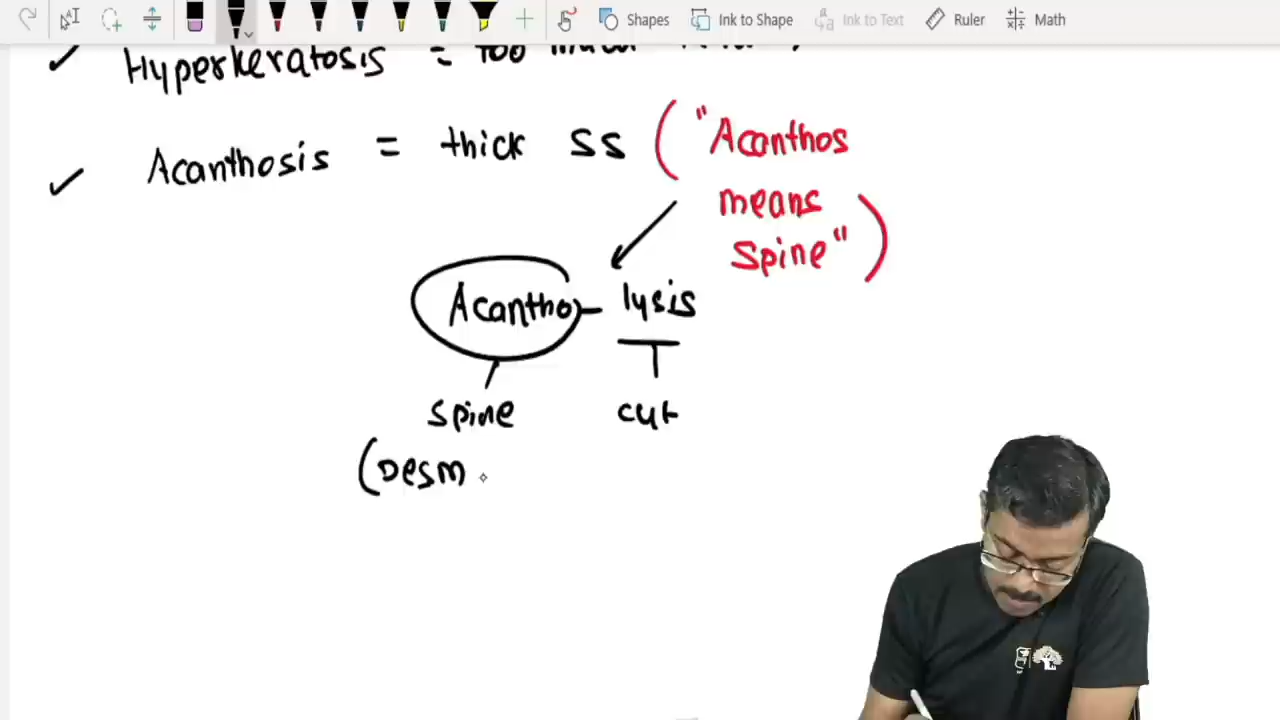 Shapes Ink to Shape Ink to Text Ruler Math
Hyperkeratosis = too
Acanthosis = thick SS ("Acanthos
means
spine")
Acantho-lysis
spine cut
(Desm